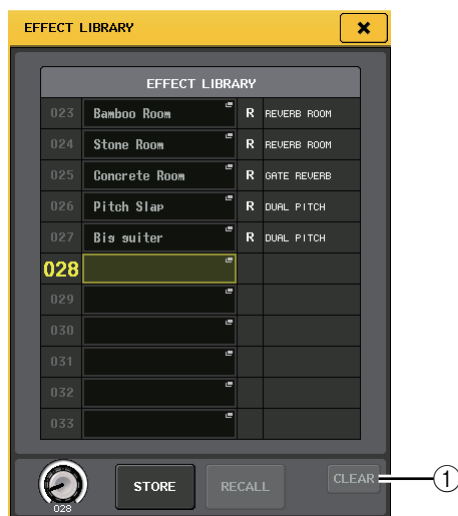 EFFECT LIBRARY
EFFECT LIBRARY
023 Bamboo Room R REVERB ROOM
024 Stone Room R REVERB ROOM
025 Concrete Room R GATE REVERB
026 Pitch Slap R DUAL PITCH
027 Big guiter R DUAL PITCH
028
029
030
031
032
033
028 STORE RECALL CLEAR 1